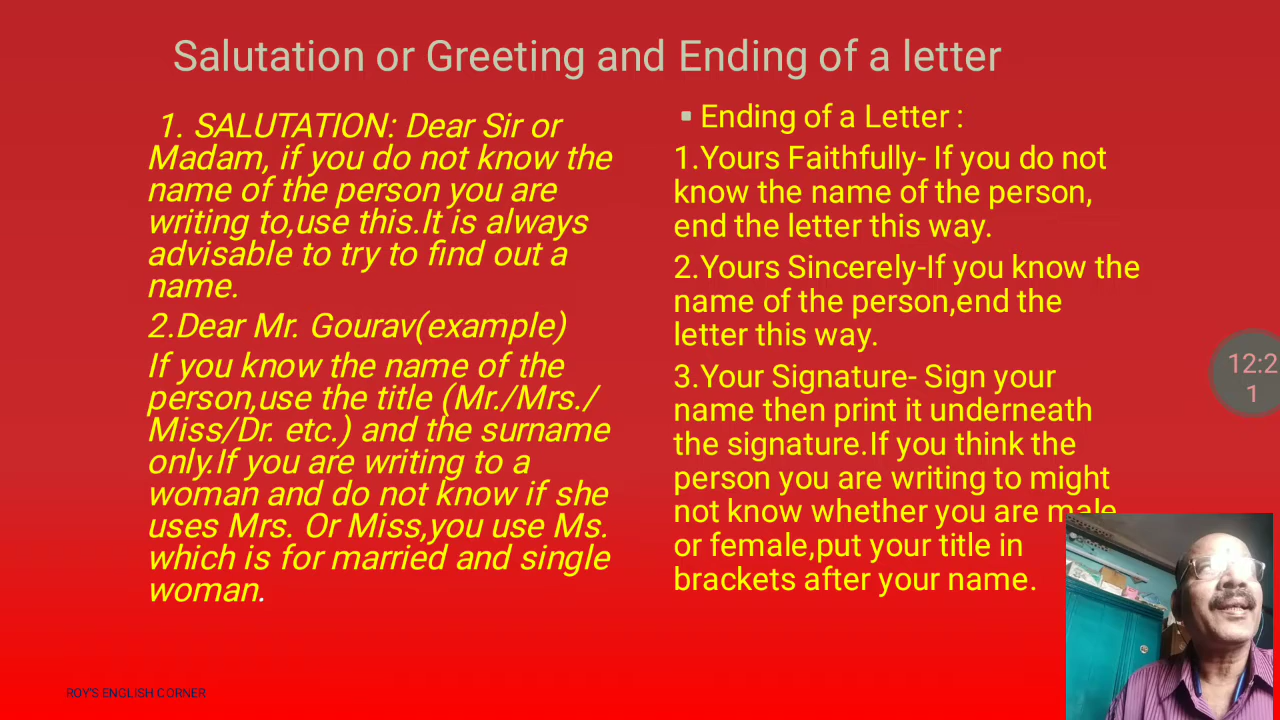 Salutation or Greeting and Ending of a letter
1. SALUTATION: Dear Sir or
Madam, if you do not know the
name of the person you are
writing to,use this.It is always
advisable to try to find out a
name.
2.Dear Mr. Gourav(example)
If you know the name of the
person,use the title (Mr./Mrs./
Miss/Dr. etc.) and the surname
only.If you are writing to a
woman and do not know if she
uses Mrs. Or Miss,you use Ms.
which is for married and single
woman.
Ending of a Letter :
1.Yours Faithfully- If you do not
know the name of the person,
end the letter this way.
2.Yours Sincerely-If you know the
name of the person,end the
letter this way.
3.Your Signature- Sign your
name then print it underneath
the signature.If you think the
person you are writing to might
not know whether you are male
or female,put your title in
brackets after your name.
12:2
1
ROY'S ENGLISH CORNER